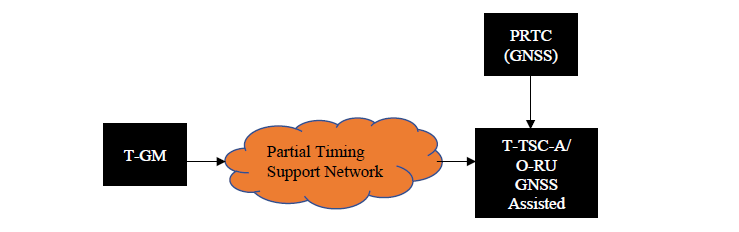 PRTC
(GNSS)
T-GM
Partial Timing
Support Network
T-TSC-A/
O-RU
GNSS
Assisted